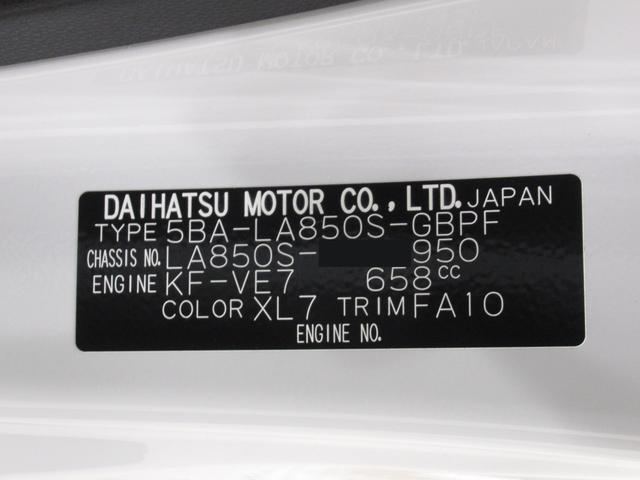 DAIHATSU MOTOR CO.,LTD. JAPAN
TYPE 5BA-LA850S-GBPF
CHASSIS NO. LA850S- 950
ENGINE KF-VE7 658cc
COLOR XL7 TRIM FA10
ENGINE NO.